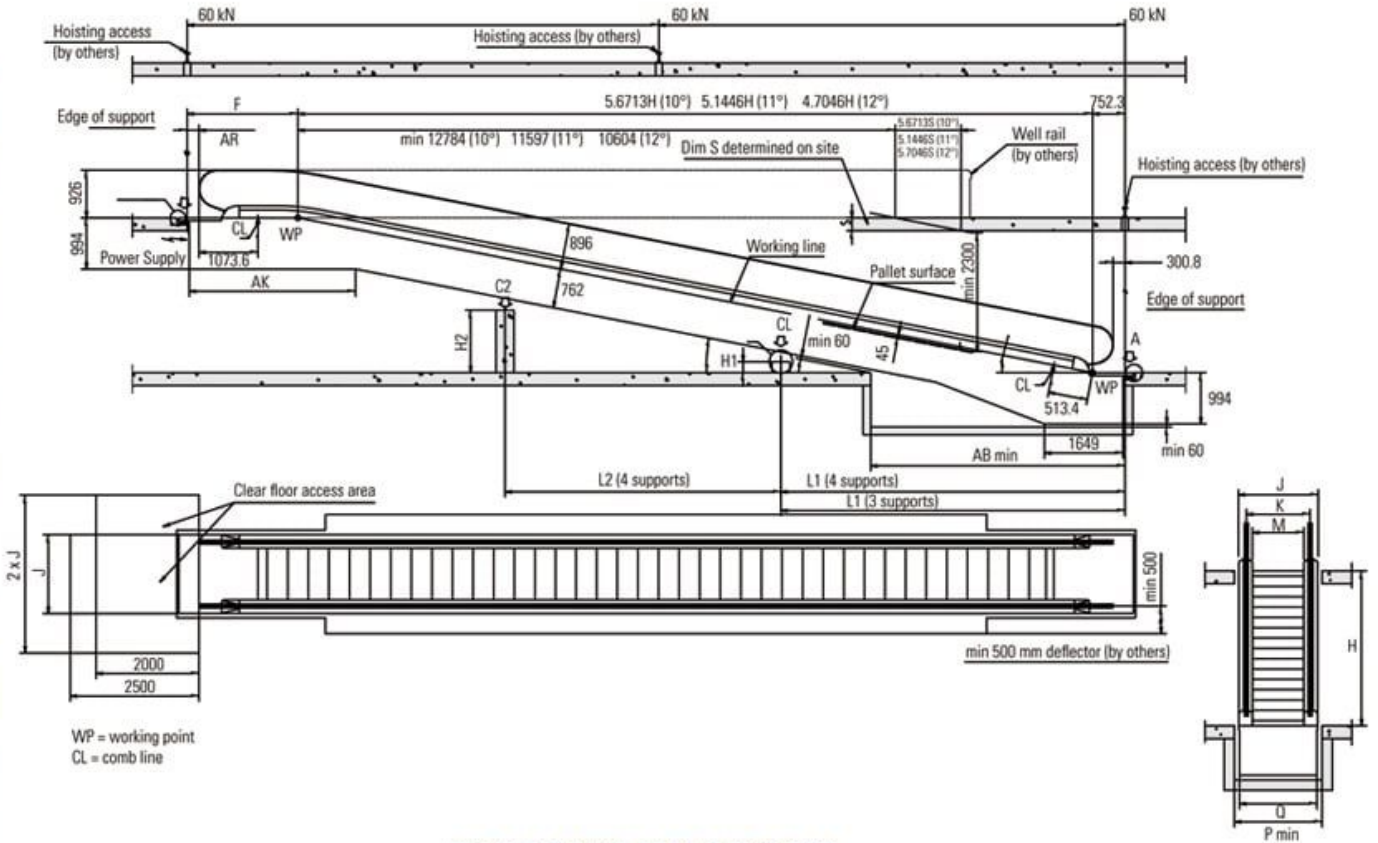 60 kN
60 kN
60 kN
Hoisting access
(by others)
Hoisting access (by others)
F
5.6713H (10°) 5.1446H (11°) 4.7046H (12°)
752.3
Edge of support
AR
min 12784 (10°) 11597 (11°) 10604 (12°)
5.6713S (10°)
5.1446S (11°)
5.7046S (12°)
Dim S determined on site
Well rail
(by others)
Hoisting access (by others)
926
994
CL
WP
S
Power Supply
1073.6
AK
896
762
Working line
Pallet surface
min 2300
300.8
Edge of support
C2
H2
CL
H1
min 60
45
A
CL
WP
513.4
994
1649
min 60
AB min
L2 (4 supports)
L1 (4 supports)
L1 (3 supports)
Clear floor access area
2 x J
J
min 500
2000
2500
min 500 mm deflector (by others)
WP = working point
CL = comb line
J
K
M
H
Q
P min